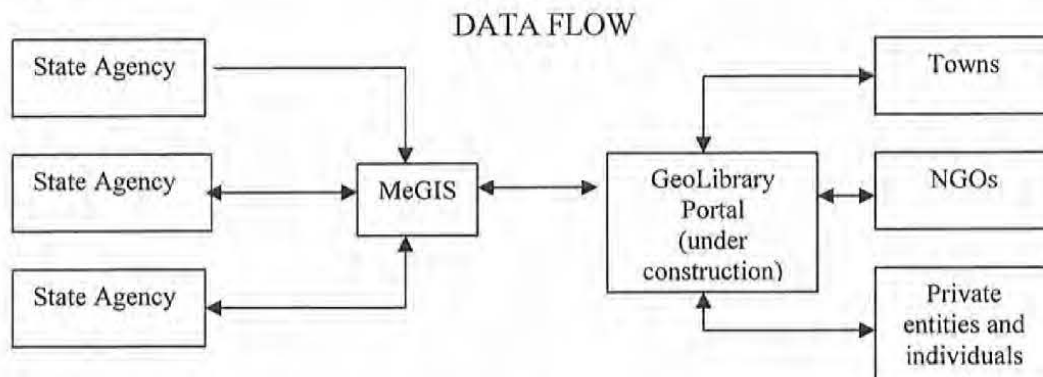 DATA FLOW
State Agency
State Agency
State Agency
MeGIS
GeoLibrary
Portal
(under
construction)
Towns
NGOs
Private
entities and
individuals